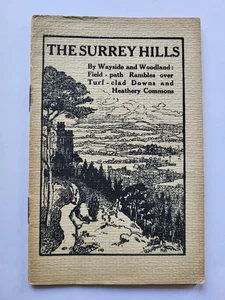 THE SURREY HILLS
By Wayside and Woodland:
Field-path Rambles over
Turf-clad Downs and
Heathery Commons